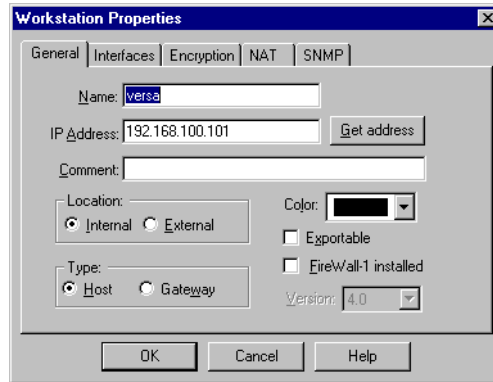 Workstation Properties
General Interfaces Encryption NAT SNMP
Name: versa
IP Address: 192.168.100.101 Get address
Comment:
Location: Color:
Internal External
Exportable
Type: FireWall-1 installed
Host Gateway
Version: 4.0
OK Cancel Help